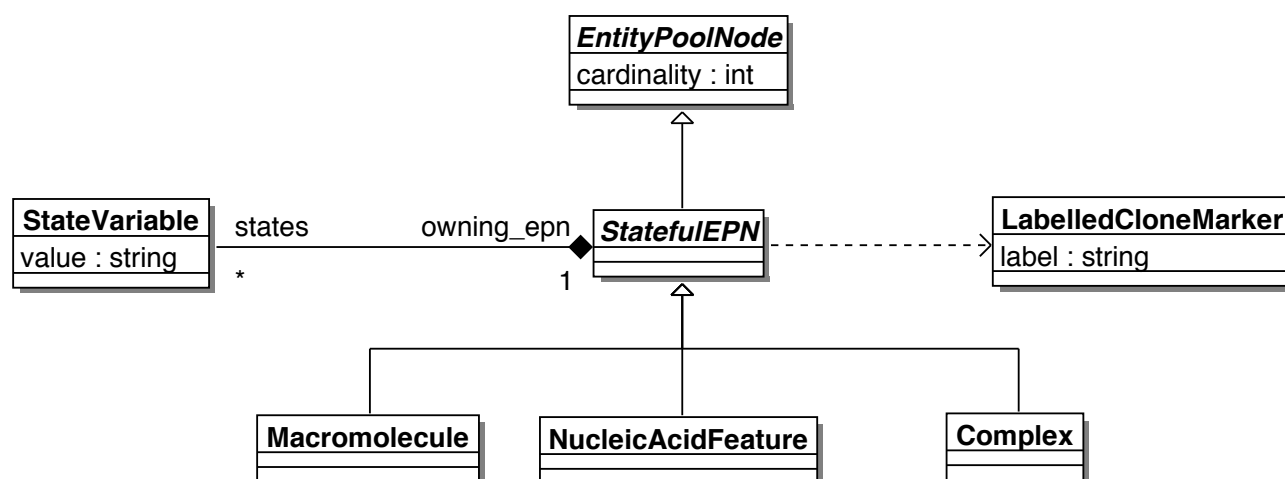 EntityPoolNode
cardinality : int
StateVariable
value : string
states
*
owning_epn
1
StatefulEPN
LabelledCloneMarker
label : string
Macromolecule
NucleicAcidFeature
Complex